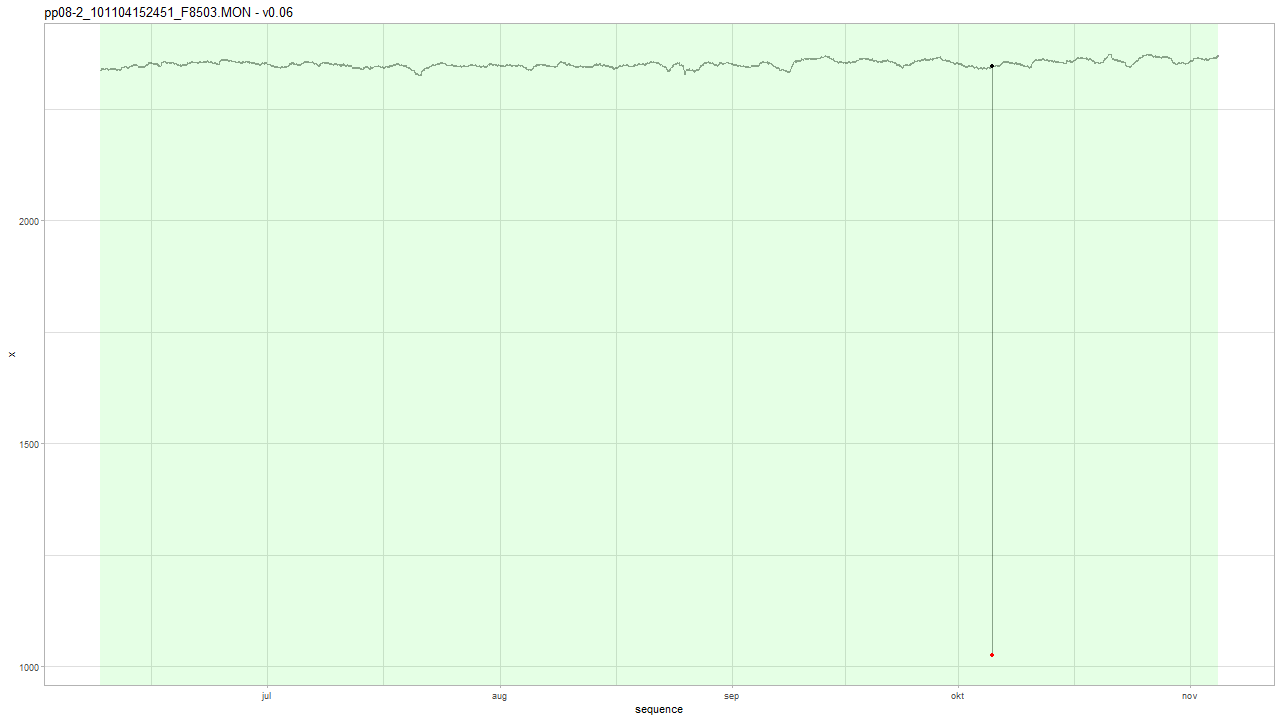 pp08-2_101104152451_F8503.MON - v0.06
2000
1500
1000
x
jul aug sep okt nov
sequence